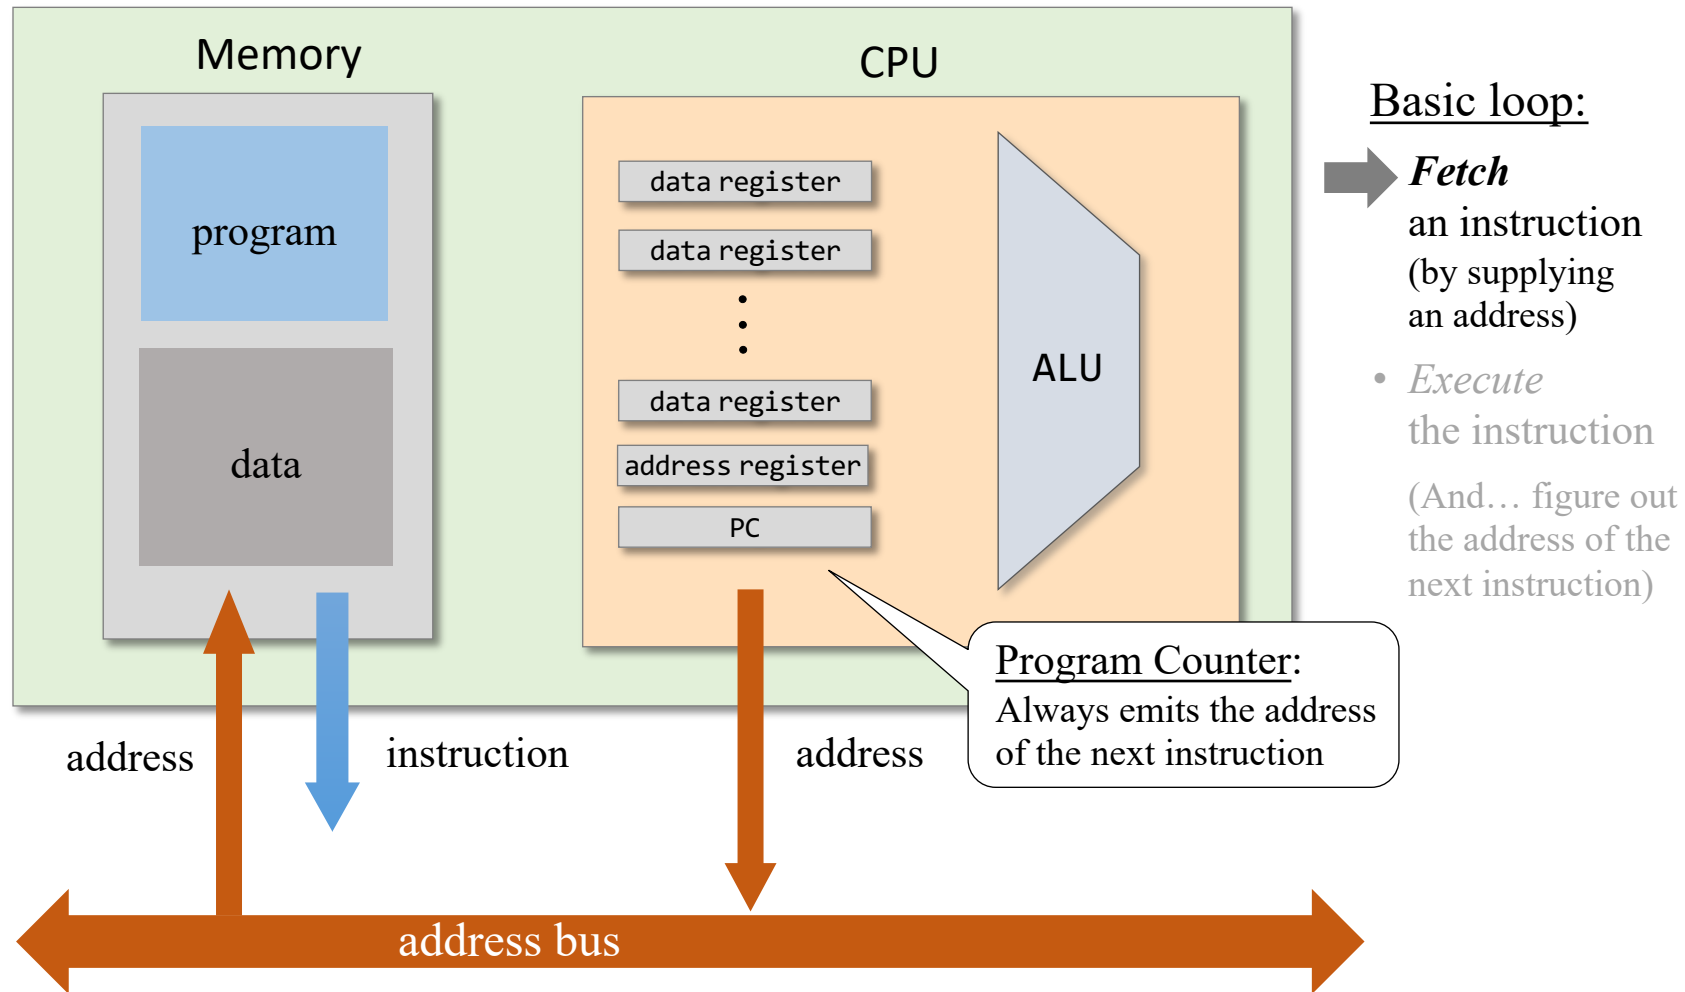 Memory
program
data
CPU
data register
data register
data register
address register
PC
ALU
Program Counter:
Always emits the address
of the next instruction
address
instruction
address
address bus
Basic loop:
Fetch
an instruction
(by supplying
an address)
• Execute
the instruction
(And… figure out
the address of the
next instruction)